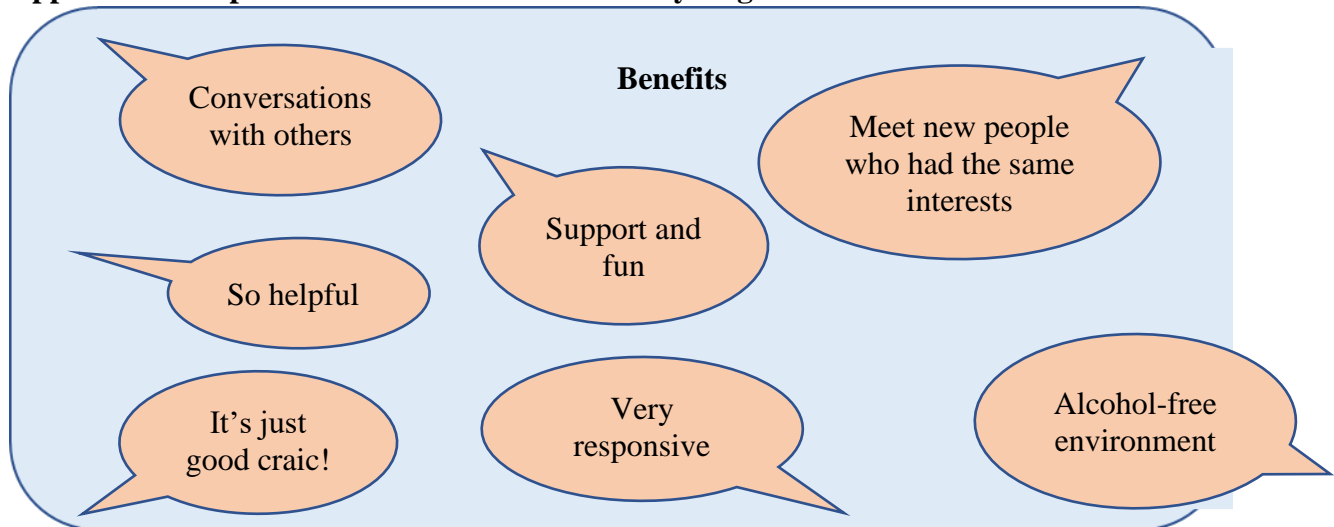 Benefits
Conversations
with others
Meet new people
who had the same
interests
Support and
fun
So helpful
It’s just
good craic!
Very
responsive
Alcohol-free
environment